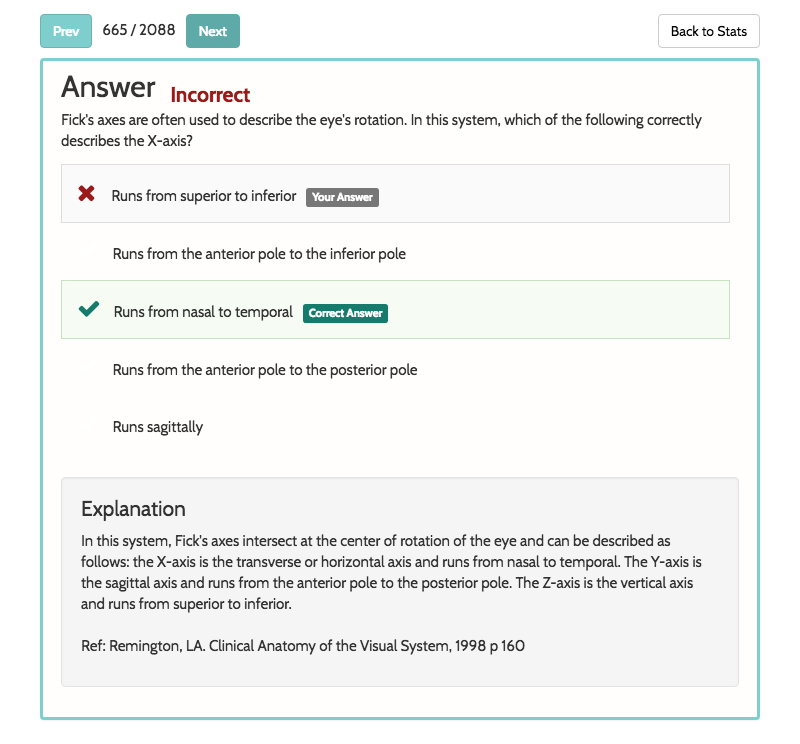 Prev 665 / 2088 Next Back to Stats
Answer Incorrect
Fick's axes are often used to describe the eye's rotation. In this system, which of the following correctly
describes the X-axis?
Runs from superior to inferior Your Answer
Runs from the anterior pole to the inferior pole
Runs from nasal to temporal Correct Answer
Runs from the anterior pole to the posterior pole
Runs sagittally
Explanation
In this system, Fick's axes intersect at the center of rotation of the eye and can be described as
follows: the X-axis is the transverse or horizontal axis and runs from nasal to temporal. The Y-axis is
the sagittal axis and runs from the anterior pole to the posterior pole. The Z-axis is the vertical axis
and runs from superior to inferior.
Ref: Remington, LA. Clinical Anatomy of the Visual System, 1998 p 160